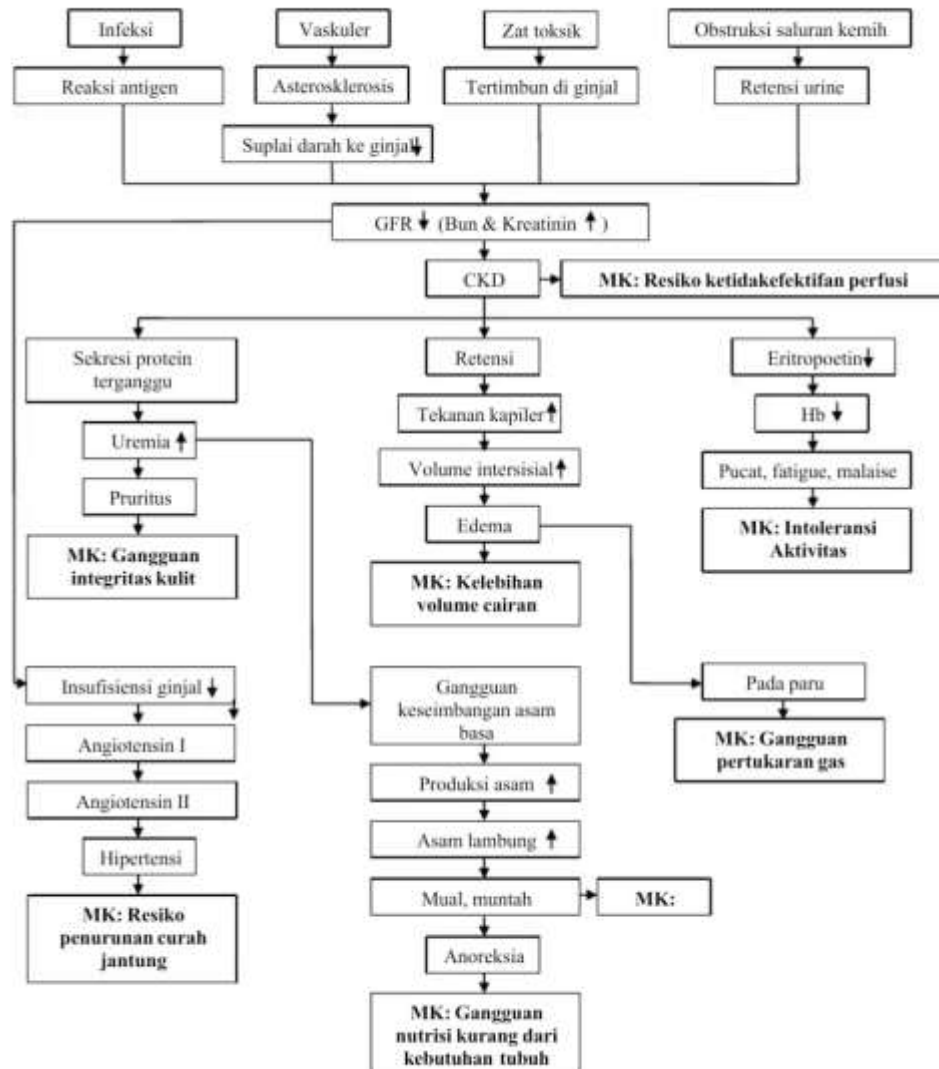 Infeksi
Vaskuler
Zat toksik
Obstruksi saluran kemih
Reaksi antigen
Asterosklerosis
Tertimbun di ginjal
Retensi urine
Suplai darah ke ginjal ↓
GFR ↓ (Bun & Kreatinin ↑ )
CKD
MK: Resiko ketidakefektifan perfusi
Sekresi protein
terganggu
Retensi
Eritropoetin ↓
Uremia ↑
Tekanan kapiler ↑
Hb ↓
Pruritus
Volume intersisial ↑
Pucat, fatigue, malaise
MK: Gangguan
integritas kulit
Edema
MK: Intoleransi
Aktivitas
MK: Kelebihan
volume cairan
Insufisiensi ginjal ↓
Gangguan
keseimbangan asam
basa
Pada paru
Angiotensin I
MK: Gangguan
pertukaran gas
Angiotensin II
Produksi asam ↑
Hipertensi
Asam lambung ↑
MK: Resiko
penurunan curah
jantung
Mual, muntah
MK:
Anoreksia
MK: Gangguan
nutrisi kurang dari
kebutuhan tubuh